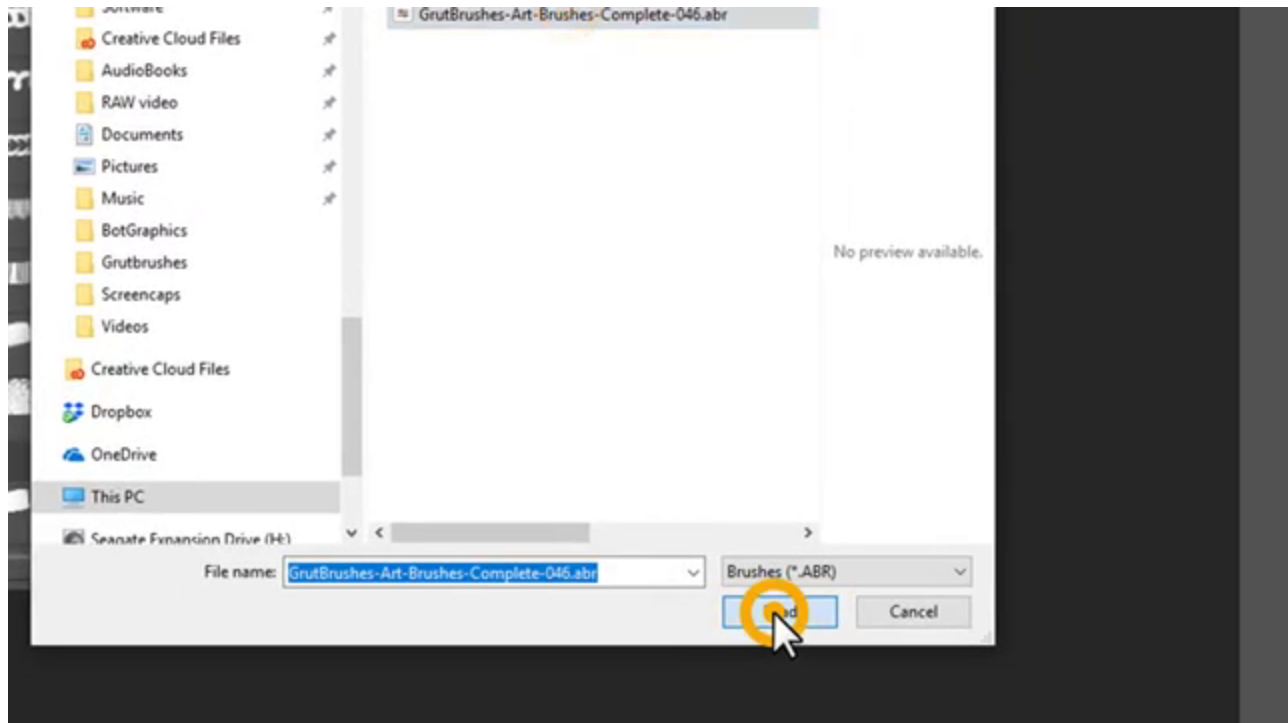 Software
GrutBrushes-Art-Brushes-Complete-046.abr
Creative Cloud Files
AudioBooks
RAW video
Documents
Pictures
Music
BotGraphics
Grutbrushes
Screencaps
Videos
Creative Cloud Files
Dropbox
OneDrive
This PC
Seagate Expansion Drive (H:)
No preview available.
File name: GrutBrushes-Art-Brushes-Complete-046.abr
Brushes (*.ABR)
Cancel